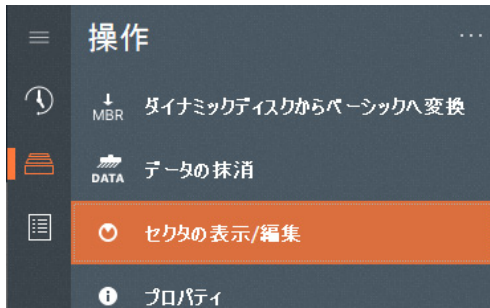 操作
...
MBR
ダイナミックディスクからベーシックへ変換
DATA
データの抹消
セクタの表示/編集
プロパティ